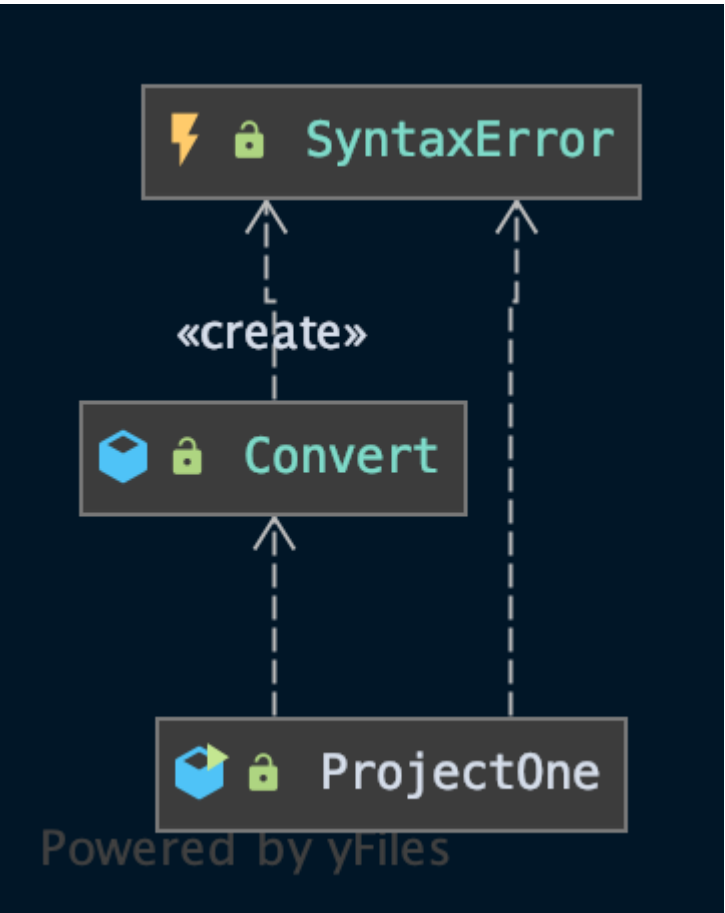 SyntaxError
«create»
Convert
ProjectOne
Powered by yFiles